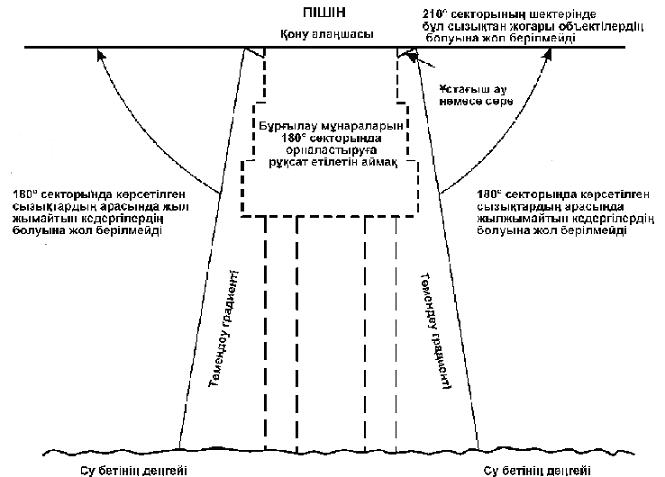 ПІШІН
Қону алаңшасы
210° секторының шектерінде
бұл сызықтан жоғары объектілердің
болуына жол берілмейді
Ұстағыш ау
немесе сөре
Бұрғылау мұнараларын
180° секторында
орналастыруға
рұқсат етілетін аймақ
180° секторында көрсетілген
сызықтардың арасында жыл
жымайтын кедергілердің
болуына жол берілмейді
180° секторында көрсетілген
сызықтардың арасында
жылжымайтын кедергілердің
болуына жол берілмейді
Төмендеу градиенті
Төмендеу градиенті
Су бетінің деңгейі
Су бетінің деңгейі